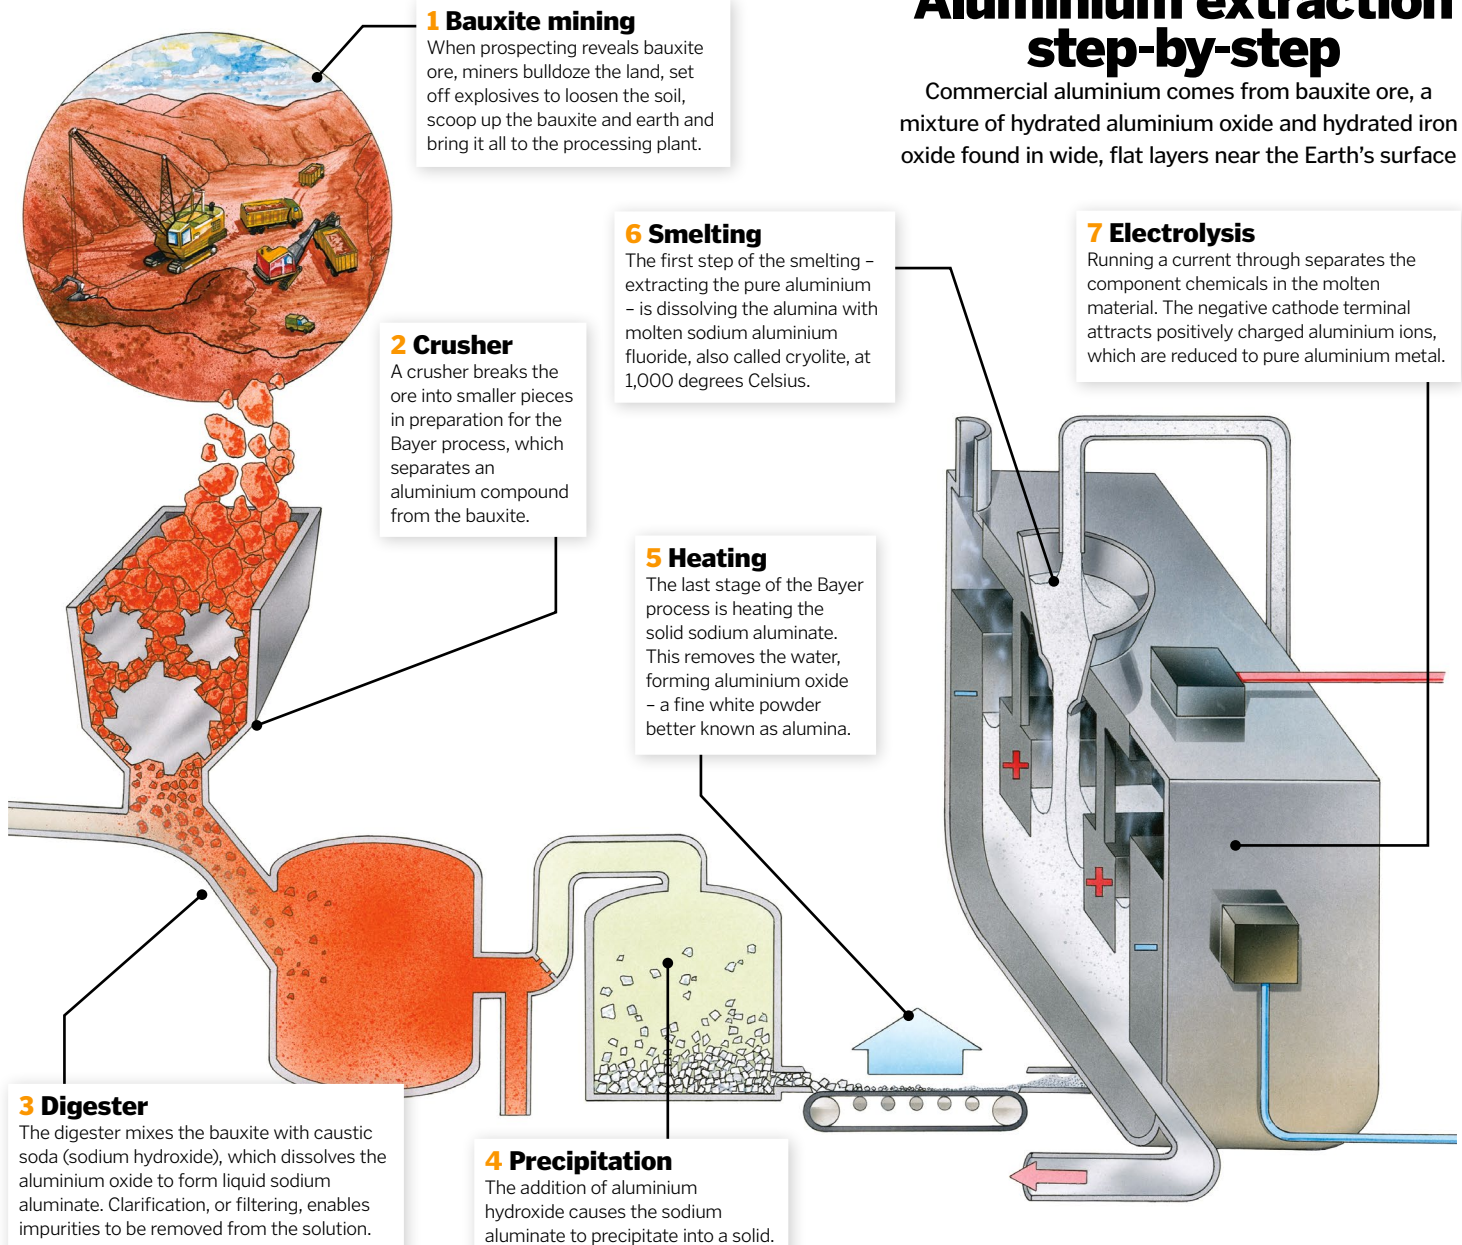 Aluminium extraction
step-by-step
Commercial aluminium comes from bauxite ore, a
mixture of hydrated aluminium oxide and hydrated iron
oxide found in wide, flat layers near the Earth’s surface
1 Bauxite mining
When prospecting reveals bauxite
ore, miners bulldoze the land, set
off explosives to loosen the soil,
scoop up the bauxite and earth and
bring it all to the processing plant.
2 Crusher
A crusher breaks the
ore into smaller pieces
in preparation for the
Bayer process, which
separates an
aluminium compound
from the bauxite.
3 Digester
The digester mixes the bauxite with caustic
soda (sodium hydroxide), which dissolves the
aluminium oxide to form liquid sodium
aluminate. Clarification, or filtering, enables
impurities to be removed from the solution.
4 Precipitation
The addition of aluminium
hydroxide causes the sodium
aluminate to precipitate into a solid.
5 Heating
The last stage of the Bayer
process is heating the
solid sodium aluminate.
This removes the water,
forming aluminium oxide
– a fine white powder
better known as alumina.
6 Smelting
The first step of the smelting –
extracting the pure aluminium
– is dissolving the alumina with
molten sodium aluminium
fluoride, also called cryolite, at
1,000 degrees Celsius.
7 Electrolysis
Running a current through separates the
component chemicals in the molten
material. The negative cathode terminal
attracts positively charged aluminium ions,
which are reduced to pure aluminium metal.
–
+
+
–